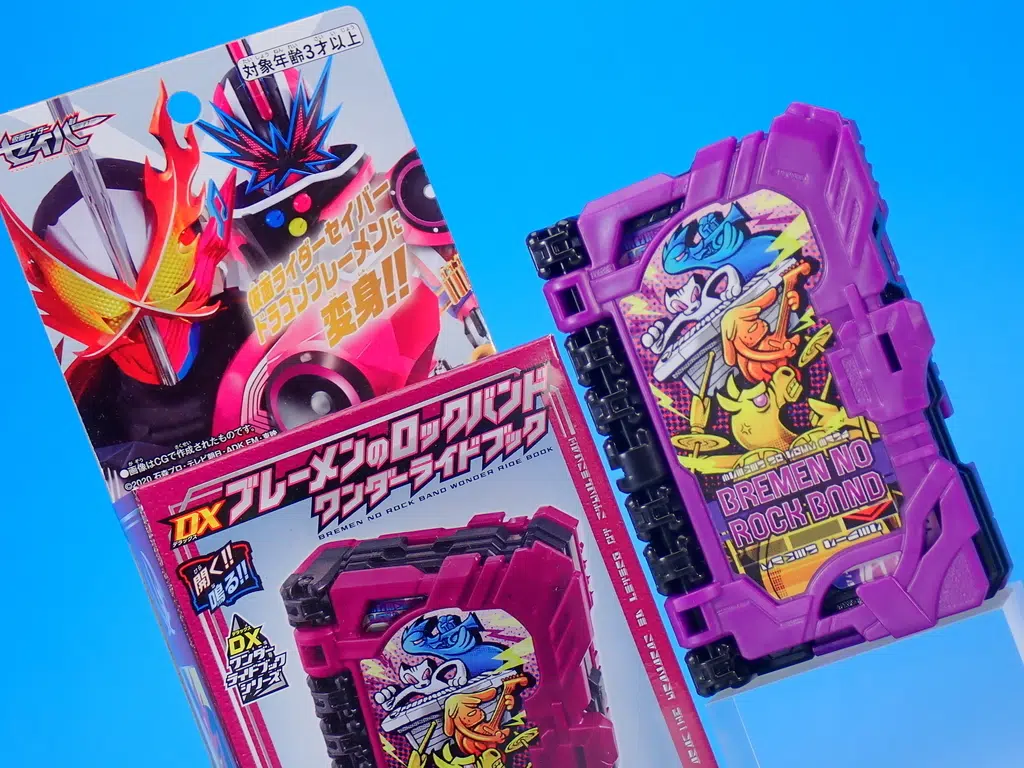 対象年齢3才以上
仮面ライダー
セイバー
仮面ライダーセイバー
ドラゴンブレーメンに
変身!!
●画像はCGで作成されたものです。
©2020 石森プロ・テレビ朝日・ADK EM・東映
DX
デラックス
ブレーメンのロックバンド
ワンダーライドブック
BREMEN NO ROCK BAND WONDER RIDE BOOK
開く!!
鳴る!!
DX
ワンダー
ライドブック
シリーズ
BREMEN NO
ROCK BAND